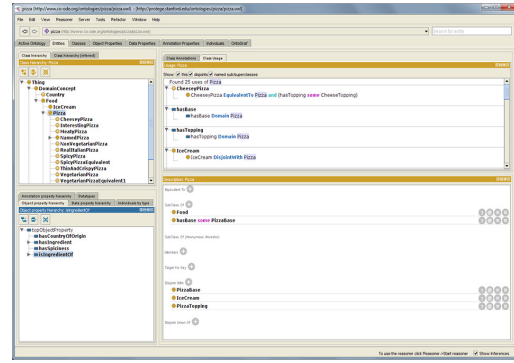 pizza (http://www.co-ode.org/ontologies/pizza/pizza.owl) - [http://protege.stanford.edu/ontologies/pizza/pizza.owl]
File Edit View Reasoner Server Tools Refactor Window Help
pizza (http://www.co-ode.org/ontologies/pizza/pizza.owl)
Search for entity
Active Ontology Entities Classes Object Properties Data Properties Annotation Properties Individuals OntoGraf
Class hierarchy Class hierarchy (inferred)
Class hierarchy: Pizza
Thing
DomainConcept
Country
Food
IceCream
Pizza
CheeseyPizza
InterestingPizza
MeatyPizza
NamedPizza
NonVegetarianPizza
RealItalianPizza
SpicyPizza
SpicyPizzaEquivalent
ThinAndCrispyPizza
VegetarianPizza
VegetarianPizzaEquivalent1
Annotation property hierarchy Datatypes
Object property hierarchy Data property hierarchy Individuals by type
Object property hierarchy: isIngredientOf
topObjectProperty
hasCountryOfOrigin
hasIngredient
hasSpiciness
isIngredientOf
Class Annotations Class Usage
Usage: Pizza
Show: this disjoints named sub/superclasses
Found 25 uses of Pizza
CheeseyPizza
CheeseyPizza EquivalentTo Pizza and (hasTopping some CheeseTopping)
hasBase
hasBase Domain Pizza
hasTopping
hasTopping Domain Pizza
IceCream
IceCream DisjointWith Pizza
Description: Pizza
Equivalent To
SubClass Of
Food
hasBase some PizzaBase
SubClass Of (Anonymous Ancestor)
Members
Target for Key
Disjoint With
PizzaBase
IceCream
PizzaTopping
Disjoint Union Of
To use the reasoner click Reasoner->Start reasoner Show Inferences